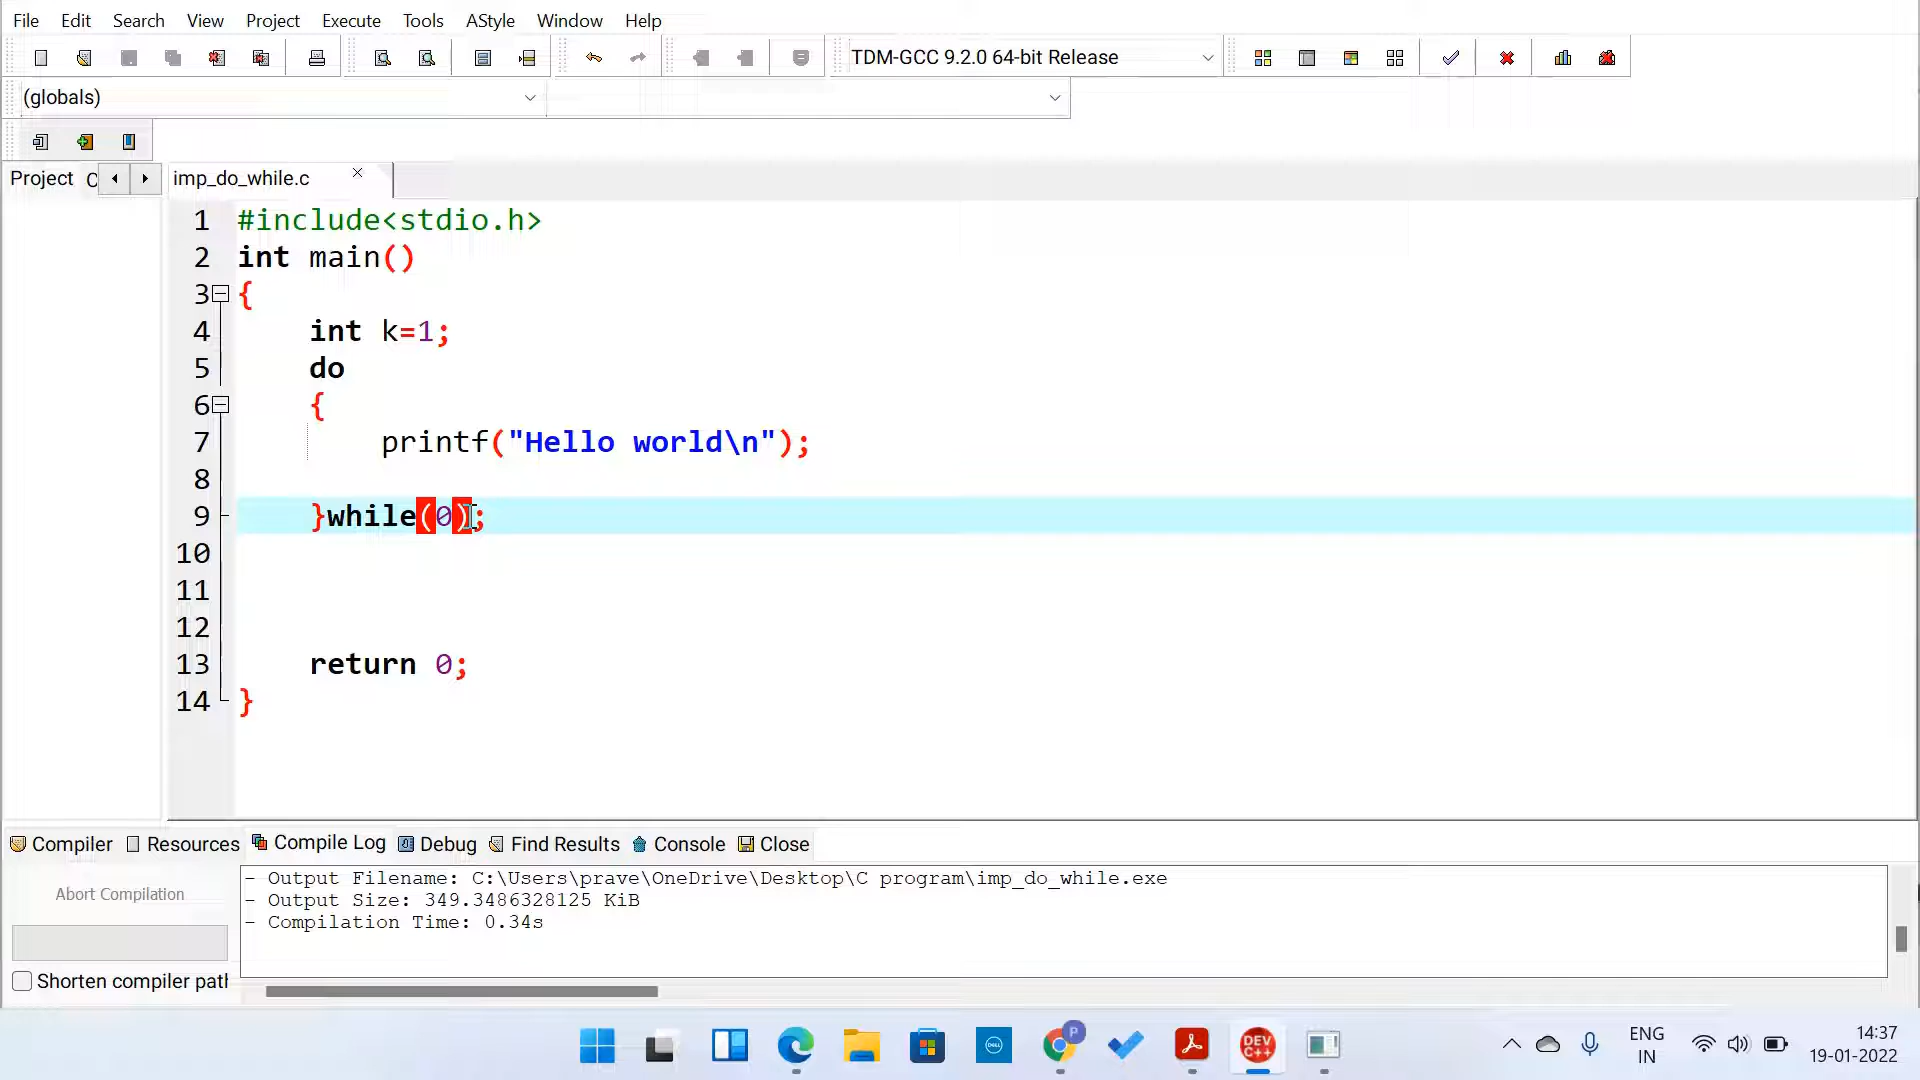 File Edit Search View Project Execute Tools AStyle Window Help
TDM-GCC 9.2.0 64-bit Release
(globals)
Project C imp_do_while.c
1 #include<stdio.h>
2 int main()
3 {
4 int k=1;
5 do
6 {
7 printf("Hello world\n");
8
9 }while(0);
10
11
12
13 return 0;
14 }
Compiler Resources Compile Log Debug Find Results Console Close
Abort Compilation
Shorten compiler path
- Output Filename: C:\Users\prave\OneDrive\Desktop\C program\imp_do_while.exe
- Output Size: 349.3486328125 KiB
- Compilation Time: 0.34s
P
DELL
DEV C++
ENG
IN
14:37
19-01-2022